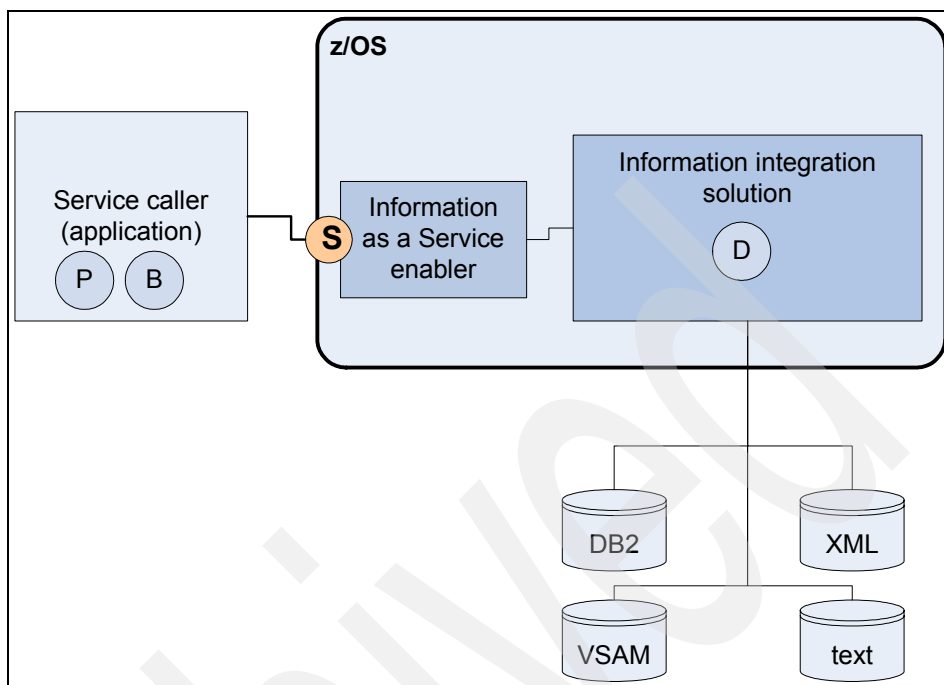 z/OS
Service caller
(application)
P
B
S
Information
as a Service
enabler
Information integration
solution
D
DB2
XML
VSAM
text